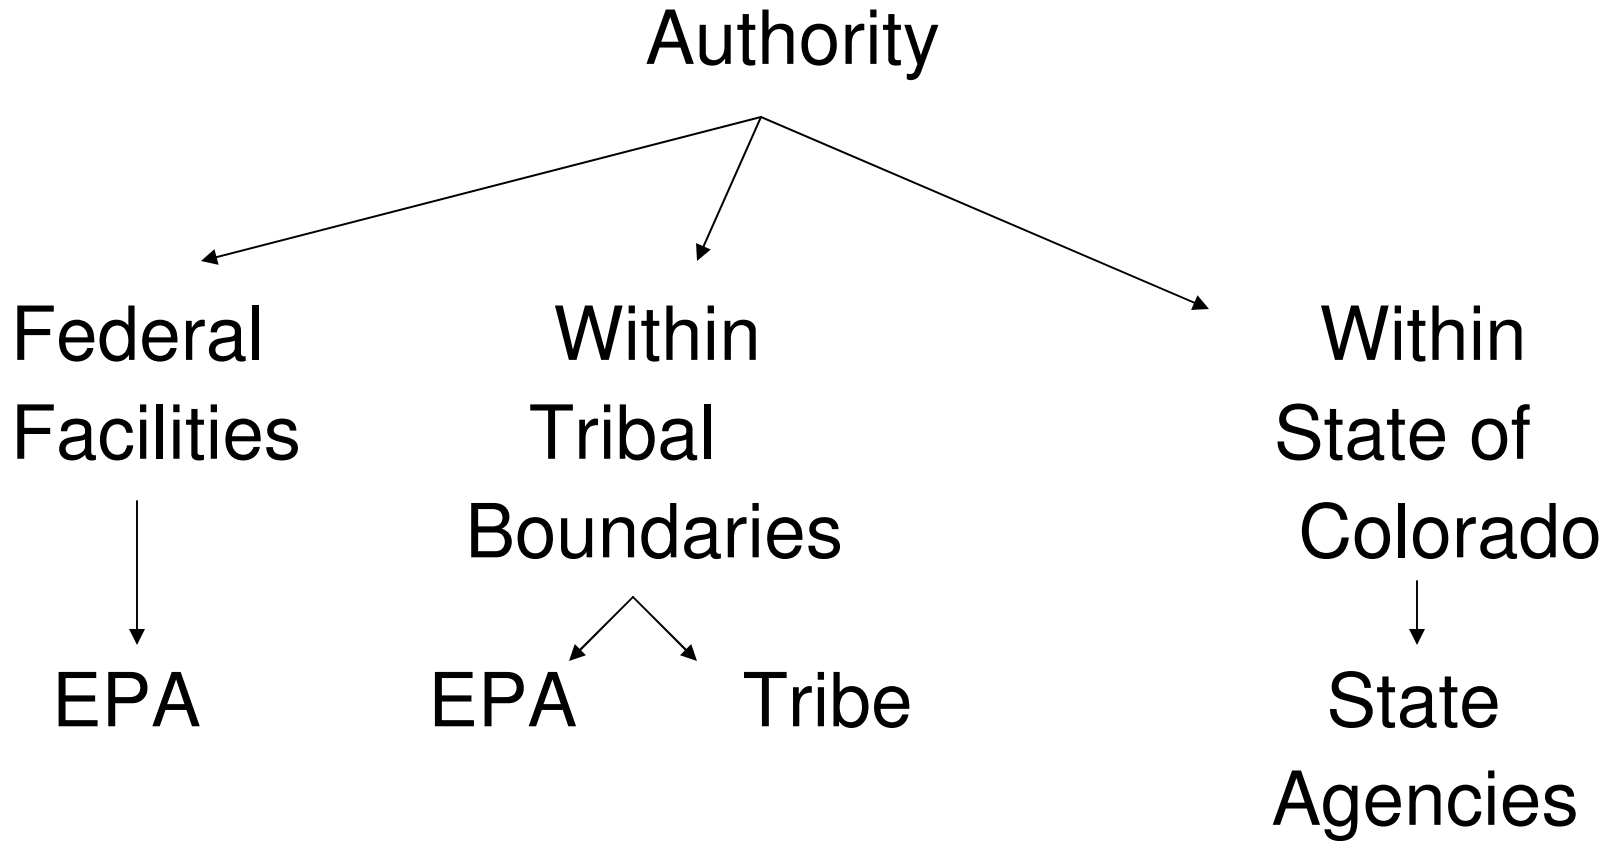 Authority
Federal
Facilities
Within
Tribal
Boundaries
Within
State of
Colorado
EPA
EPA
Tribe
State
Agencies